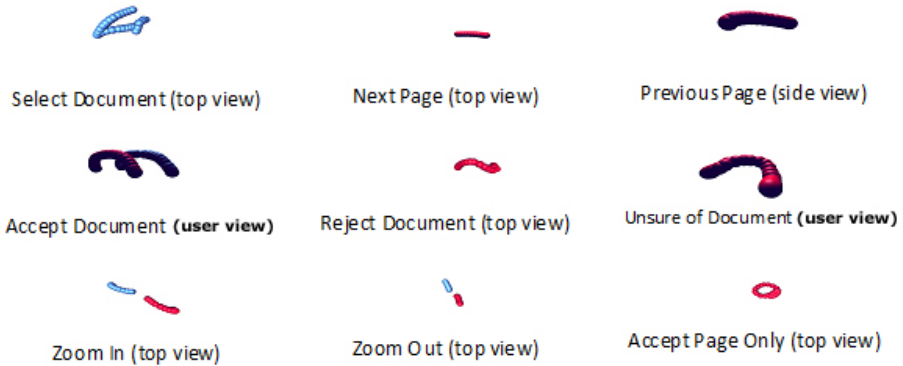 Select Document (top view)
Next Page (top view)
Previous Page (side view)
Accept Document (user view)
Reject Document (top view)
Unsure of Document (user view)
Zoom In (top view)
Zoom Out (top view)
Accept Page Only (top view)